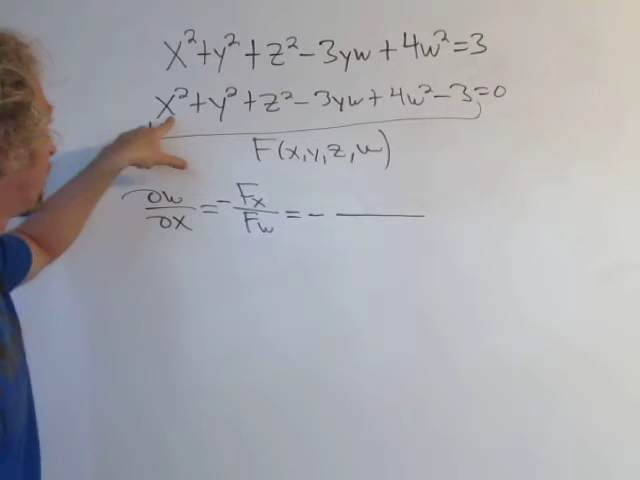 x²+y²+z²-3yw+4w²=3
x²+y²+z²-3yw+4w²-3=0
F(x,y,z,w)
∂w/∂x = -Fx/Fw = -